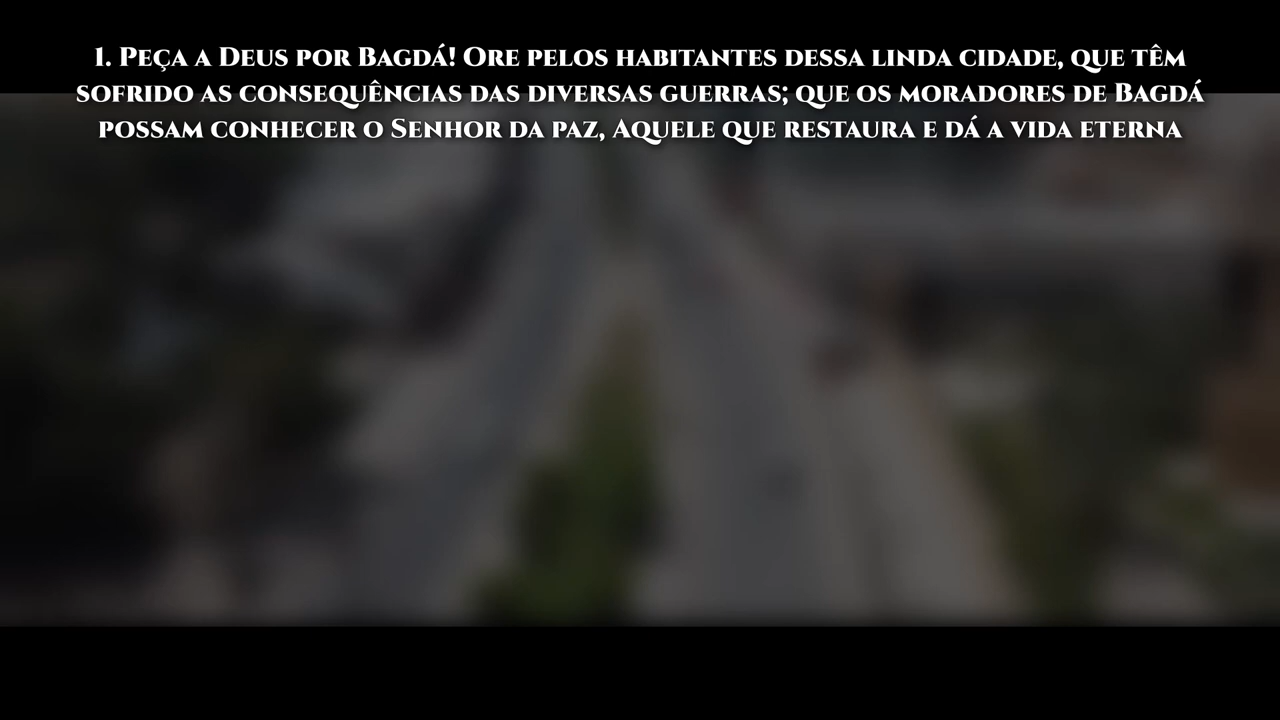 1. Peça a Deus por Bagdá! Ore pelos habitantes dessa linda cidade, que têm
sofrido as consequências das diversas guerras; que os moradores de Bagdá
possam conhecer o Senhor da paz, Aquele que restaura e dá a vida eterna